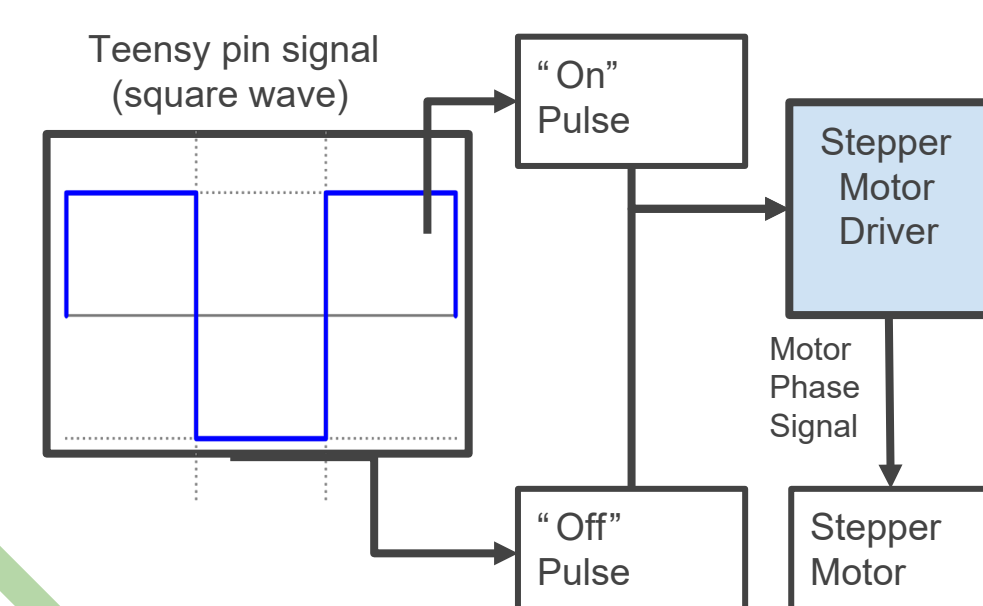 Teensy pin signal
(square wave)
“ On”
Pulse
Stepper
Motor
Driver
Motor
Phase
Signal
“ Off”
Pulse
Stepper
Motor